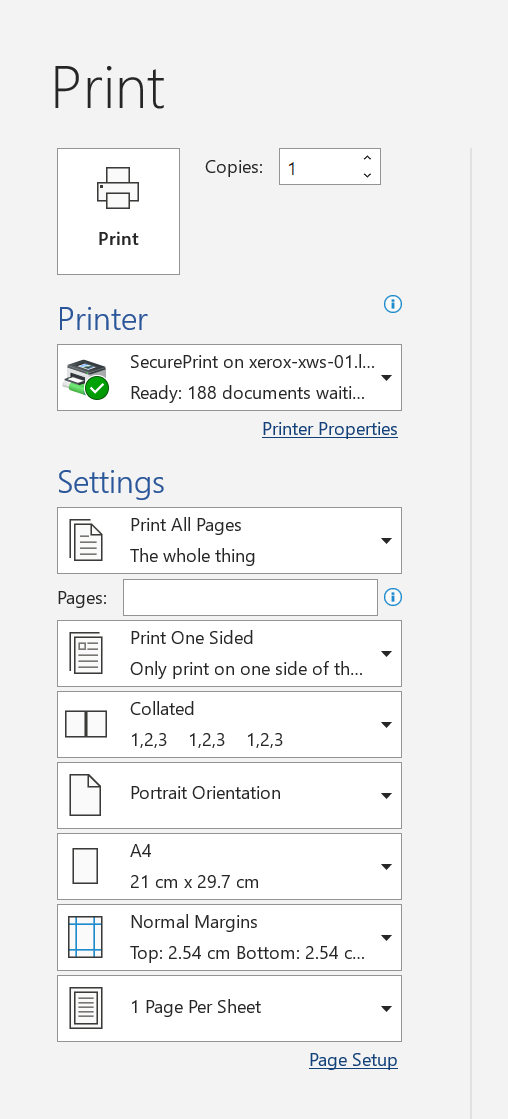 Print
Copies: 1
Print
Printer
SecurePrint on xerox-xws-01.l...
Ready: 188 documents waiti...
Printer Properties
Settings
Print All Pages
The whole thing
Pages:
Print One Sided
Only print on one side of th...
Collated
1,2,3 1,2,3 1,2,3
Portrait Orientation
A4
21 cm x 29.7 cm
Normal Margins
Top: 2.54 cm Bottom: 2.54 c...
1 Page Per Sheet
Page Setup